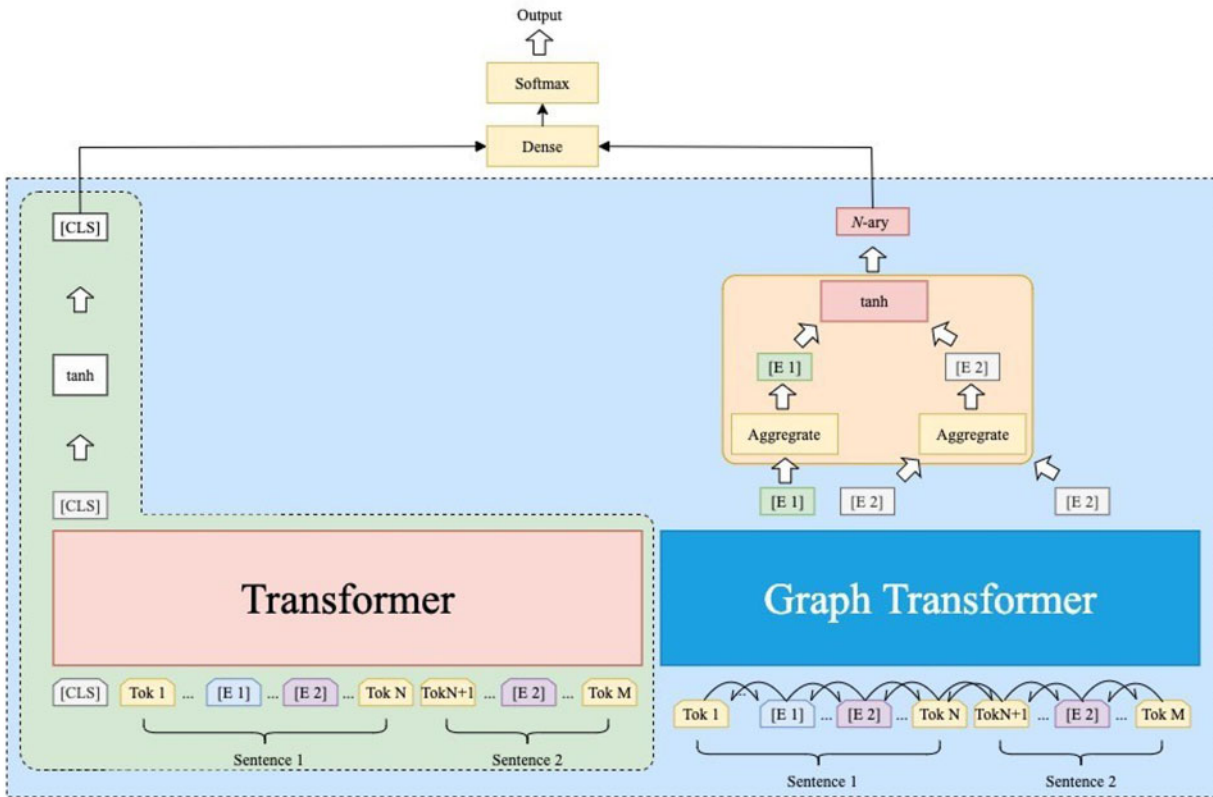 Output
Softmax
Dense
[CLS]
N-ary
tanh
tanh
[E 1]
[E 2]
Aggregrate
Aggregrate
[CLS]
[E 1]
[E 2]
[E 2]
Transformer
Graph Transformer
[CLS] Tok 1 ... [E 1] ... [E 2] ... Tok N TokN+1 ... [E 2] ... Tok M
Sentence 1 Sentence 2
...
Tok 1 [E 1] ... [E 2] ... Tok N TokN+1 ... [E 2] ... Tok M
Sentence 1 Sentence 2